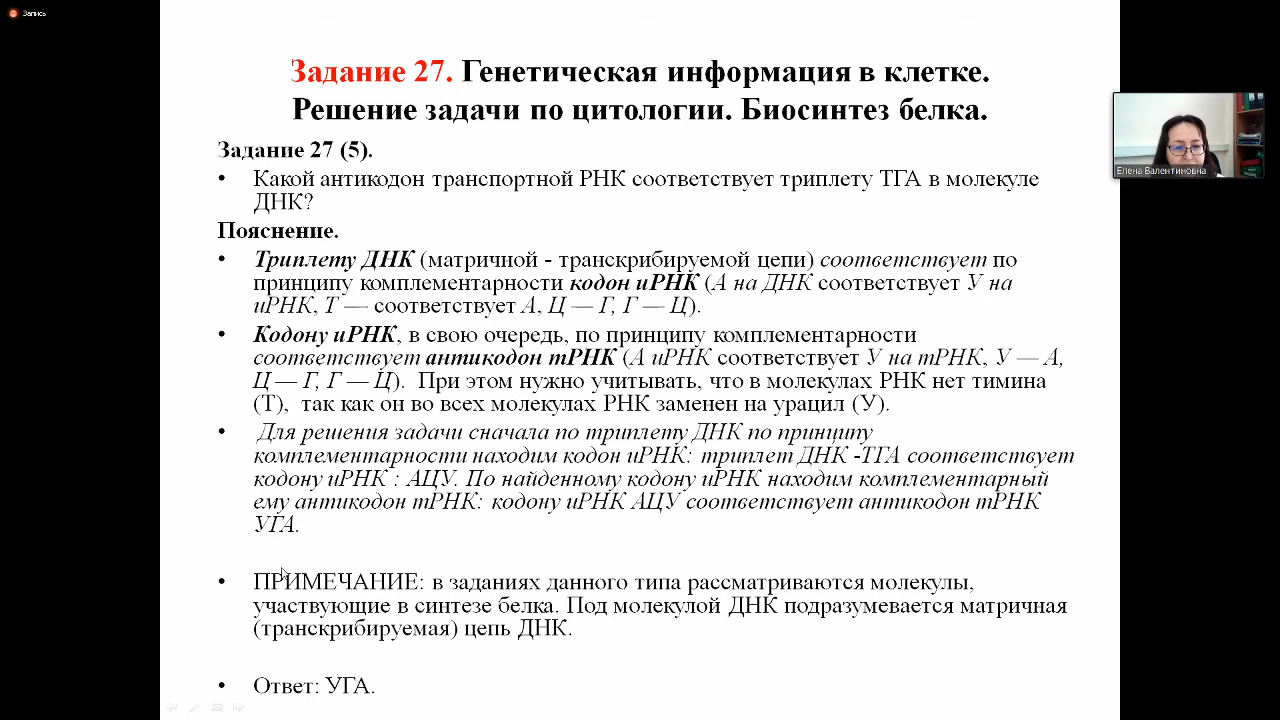 Запись
Задание 27. Генетическая информация в клетке.
Решение задачи по цитологии. Биосинтез белка.
Задание 27 (5).
• Какой антикодон транспортной РНК соответствует триплету ТГА в молекуле
ДНК?
Пояснение.
• Триплету ДНК (матричной - транскрибируемой цепи) соответствует по
принципу комплементарности кодон иРНК (А на ДНК соответствует У на
иРНК, Т — соответствует А, Ц — Г, Г — Ц).
• Кодону иРНК, в свою очередь, по принципу комплементарности
соответствует антикодон тРНК (А иРНК соответствует У на тРНК, У — А,
Ц — Г, Г — Ц). При этом нужно учитывать, что в молекулах РНК нет тимина
(Т), так как он во всех молекулах РНК заменен на урацил (У).
• Для решения задачи сначала по триплету ДНК по принципу
комплементарности находим кодон иРНК: триплет ДНК -ТГА соответствует
кодону иРНК : АЦУ. По найденному кодону иРНК находим комплементарный
ему антикодон тРНК: кодону иРНК АЦУ соответствует антикодон тРНК
УГА.
• ПРИМЕЧАНИЕ: в заданиях данного типа рассматриваются молекулы,
участвующие в синтезе белка. Под молекулой ДНК подразумевается матричная
(транскрибируемая) цепь ДНК.
• Ответ: УГА.
Елена Валентиновна